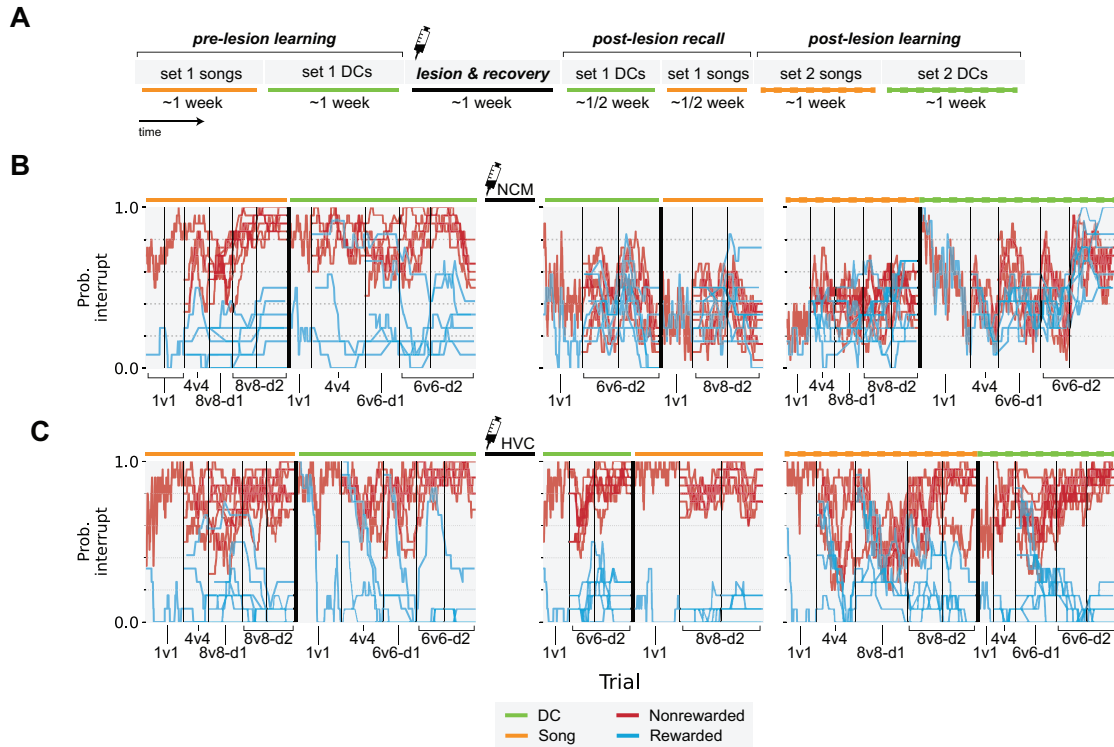 A
pre-lesion learning
post-lesion recall
post-lesion learning
set 1 songs
set 1 DCs
lesion & recovery
set 1 DCs
set 1 songs
set 2 songs
set 2 DCs
~1 week
~1 week
~1 week
~1/2 week
~1/2 week
~1 week
~1 week
time
B
NCM
1.0
Prob.
interrupt
0.0
1v1
4v4
8v8-d1
8v8-d2
1v1
4v4
6v6-d1
6v6-d2
1v1
6v6-d2
1v1
8v8-d2
1v1
4v4
8v8-d1
8v8-d2
1v1
4v4
6v6-d1
6v6-d2
C
HVC
1.0
Prob.
interrupt
0.0
1v1
4v4
8v8-d1
8v8-d2
1v1
4v4
6v6-d1
6v6-d2
1v1
6v6-d2
1v1
8v8-d2
1v1
4v4
8v8-d1
8v8-d2
1v1
4v4
6v6-d1
6v6-d2
Trial
DC
Nonrewarded
Song
Rewarded